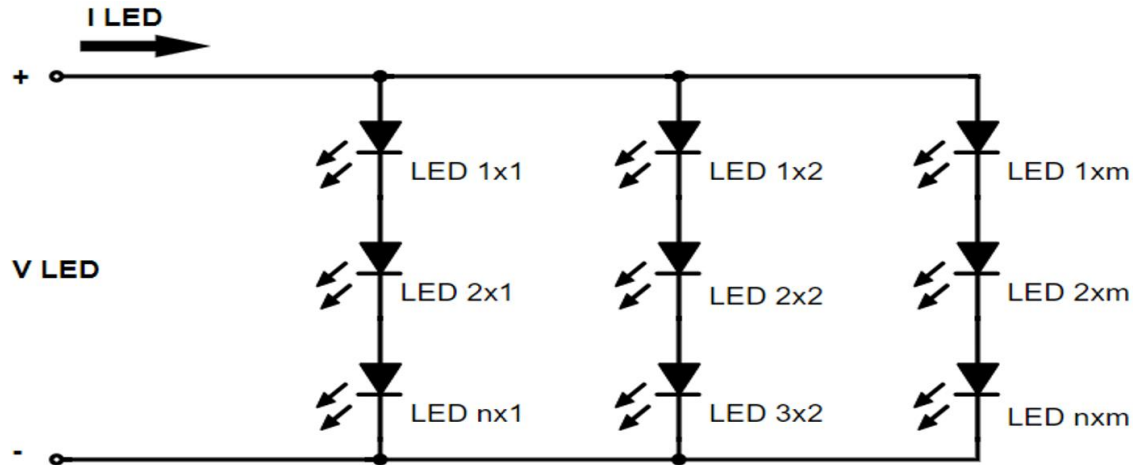 I LED
+
LED 1x1
LED 1x2
LED 1xm
V LED
LED 2x1
LED 2x2
LED 2xm
LED nx1
LED 3x2
LED nxm
-